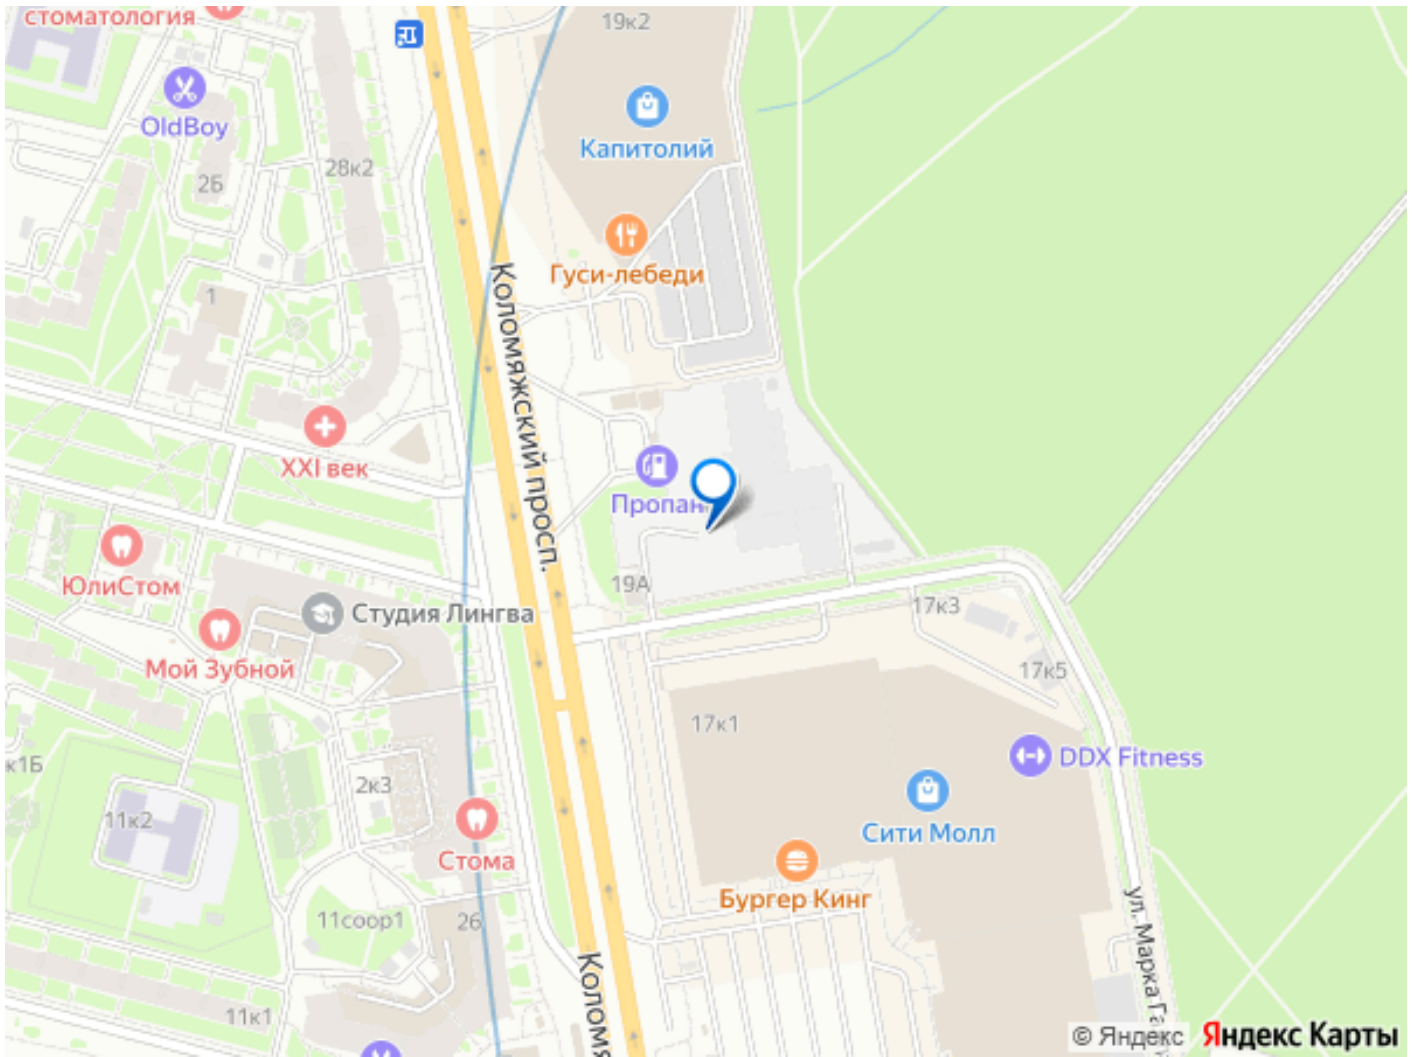 стоматология
19к2
OldBoy
Капитолий
28к2
2Б
Гуси-лебеди
1
Коломяжский просп.
XXI век
Пропан
ЮлиСтом
19А
Студия Лингва
17к3
Мой Зубной
17к5
17к1
DDX Fitness
к1Б
2к3
11к2
Сити Молл
Стома
Бургер Кинг
11соор1
26
ул. Марка Га
Коломя
11к1
© Яндекс Яндекс Карты